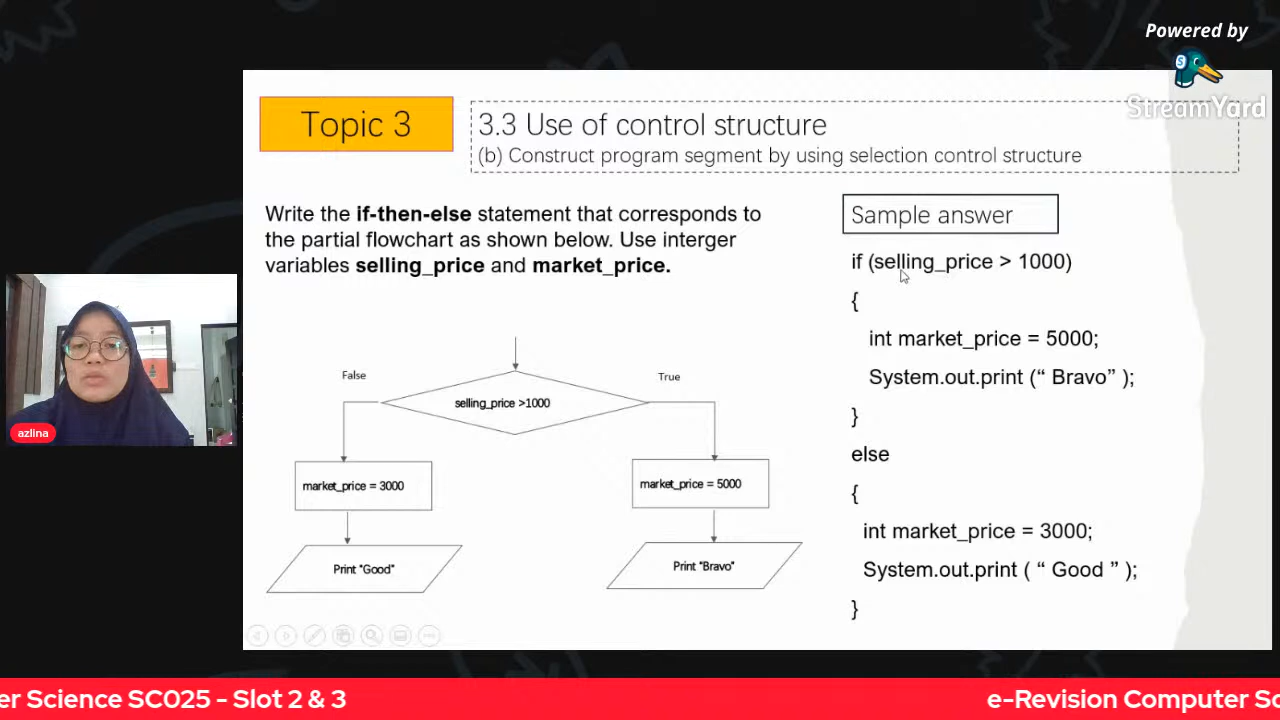 Powered by
StreamYard
Topic 3
3.3 Use of control structure
(b) Construct program segment by using selection control structure
Write the if-then-else statement that corresponds to
the partial flowchart as shown below. Use interger
variables selling_price and market_price.
False
True
selling_price >1000
market_price = 3000
market_price = 5000
Print "Good"
Print "Bravo"
Sample answer
if (selling_price > 1000)
{
int market_price = 5000;
System.out.print (“ Bravo” );
}
else
{
int market_price = 3000;
System.out.print ( “ Good ” );
}
azlina
er Science SC025 - Slot 2 & 3
e-Revision Computer Sc